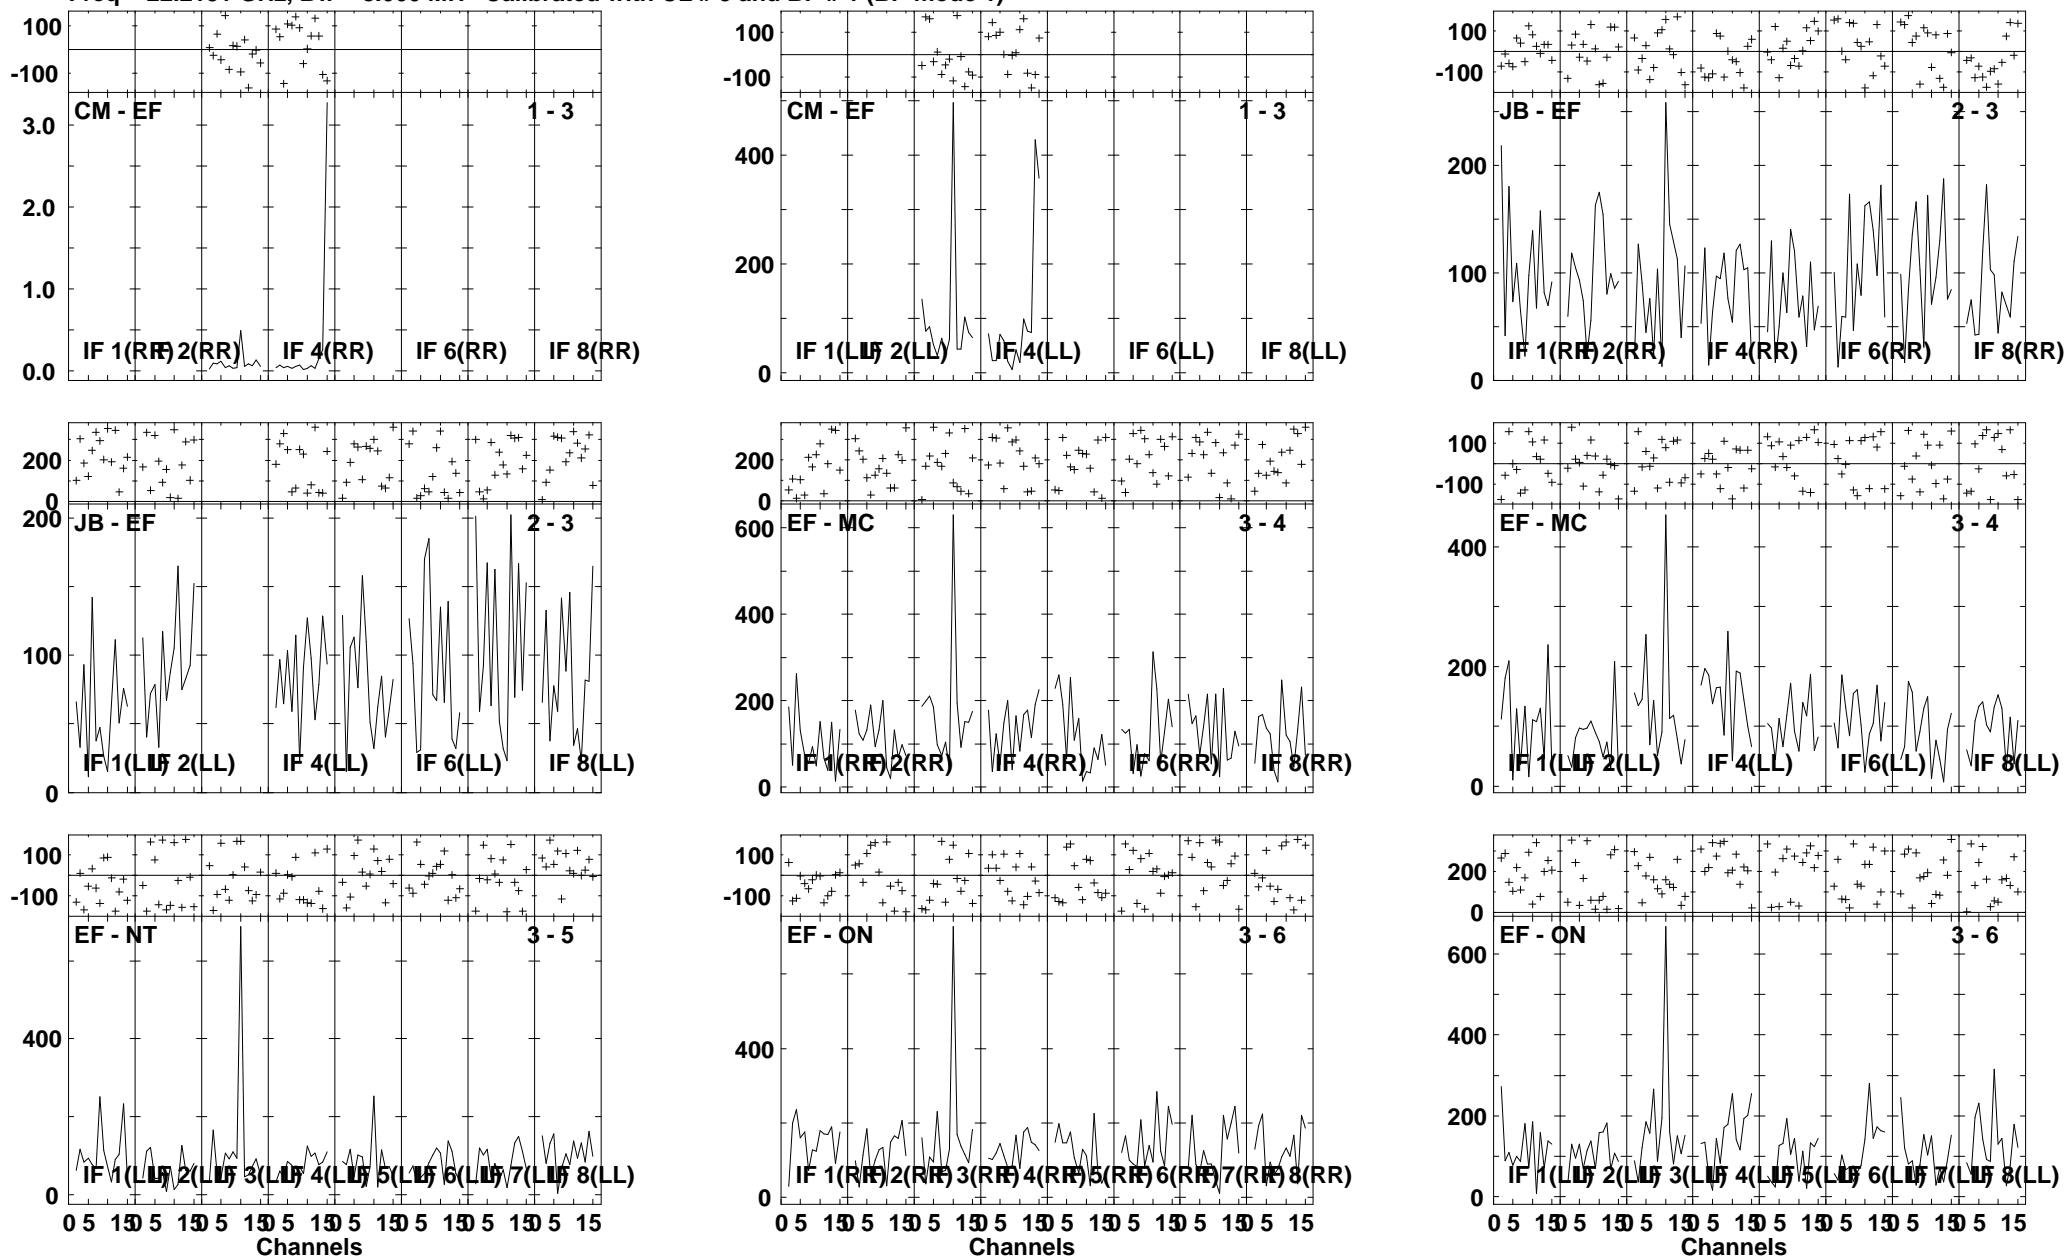 100
-100
CM - EF 1 - 3
3.0
2.0
1.0
0.0
IF 1(RR) IF 2(RR) IF 4(RR) IF 6(RR) IF 8(RR)
100
-100
CM - EF 1 - 3
400
200
0
IF 1(LL) IF 2(LL) IF 4(LL) IF 6(LL) IF 8(LL)
100
-100
JB - EF 2 - 3
200
100
0
IF 1(RR) IF 2(RR) IF 4(RR) IF 6(RR) IF 8(RR)
200
0
JB - EF 2 - 3
200
100
0
IF 1(LL) IF 2(LL) IF 4(LL) IF 6(LL) IF 8(LL)
200
0
EF - MC 3 - 4
600
400
200
0
IF 1(RR) IF 2(RR) IF 4(RR) IF 6(RR) IF 8(RR)
100
-100
EF - MC 3 - 4
400
200
0
IF 1(LL) IF 2(LL) IF 4(LL) IF 6(LL) IF 8(LL)
100
-100
EF - NT 3 - 5
400
0
IF 1(LL) IF 2(LL) IF 3(LL) IF 4(LL) IF 5(LL) IF 6(LL) IF 7(LL) IF 8(LL)
0 5 15 0 5 15 0 5 15 0 5 15 0 5 15 0 5 15 0 5 15 0 5 15
Channels
100
-100
EF - ON 3 - 6
400
0
IF 1(RR) IF 2(RR) IF 3(RR) IF 4(RR) IF 5(RR) IF 6(RR) IF 7(RR) IF 8(RR)
0 5 15 0 5 15 0 5 15 0 5 15 0 5 15 0 5 15 0 5 15 0 5 15
Channels
200
0
EF - ON 3 - 6
600
400
200
0
IF 1(LL) IF 2(LL) IF 3(LL) IF 4(LL) IF 5(LL) IF 6(LL) IF 7(LL) IF 8(LL)
0 5 15 0 5 15 0 5 15 0 5 15 0 5 15 0 5 15 0 5 15 0 5 15
Channels